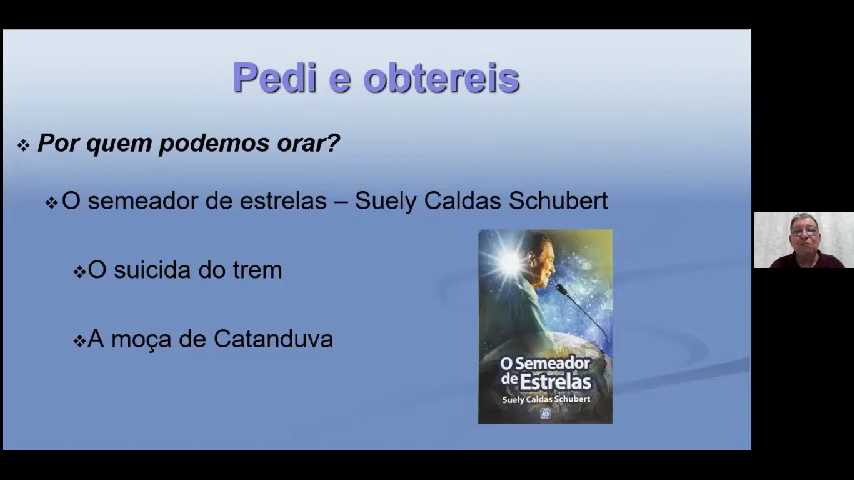 Pedi e obtereis
Por quem podemos orar?
O semeador de estrelas – Suely Caldas Schubert
O suicida do trem
A moça de Catanduva
O Semeador
de Estrelas
Suely Caldas Schubert